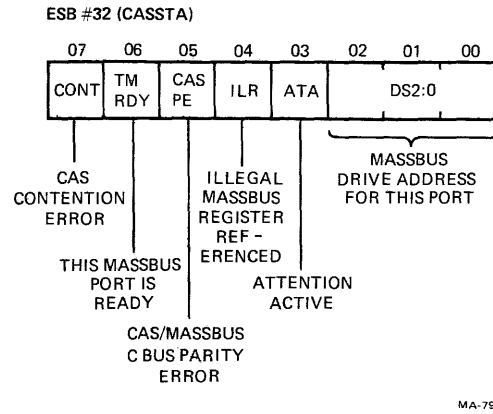 ESB #32 (CASSTA)
07 06 05 04 03 02 01 00
CONT TM RDY CAS PE ILR ATA DS2:0
CAS
CONTENTION
ERROR
THIS MASSBUS
PORT IS
READY
CAS/MASSBUS
C BUS PARITY
ERROR
ILLEGAL
MASSBUS
REGISTER
REF –
ERENCED
ATTENTION
ACTIVE
MASSBUS
DRIVE ADDRESS
FOR THIS PORT
MA-79